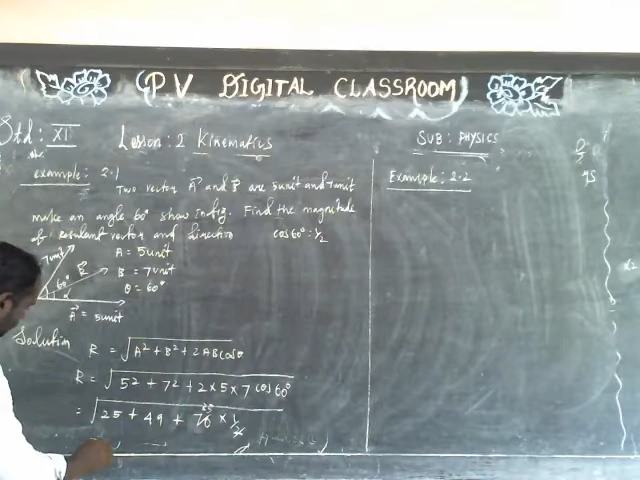 PV DIGITAL CLASSROOM
Std: XI
Lesson: 2 Kinematics
SUB: PHYSICS
example: 2.1
Two vector A⃗ and B⃗ are 5unit and 7unit
make an angle 60° show in fig. Find the magnitude
of resulant vector and direction cos60° = 1/2
7unit
A = 5unit
B = 7unit
θ = 60°
R⃗
60°
A⃗ = 5unit
Solution
R = √A² + B² + 2ABcosθ
R = √5² + 7² + 2×5×7 cos60°
= √25 + 49 + 70 × 1/2
Example: 2.2